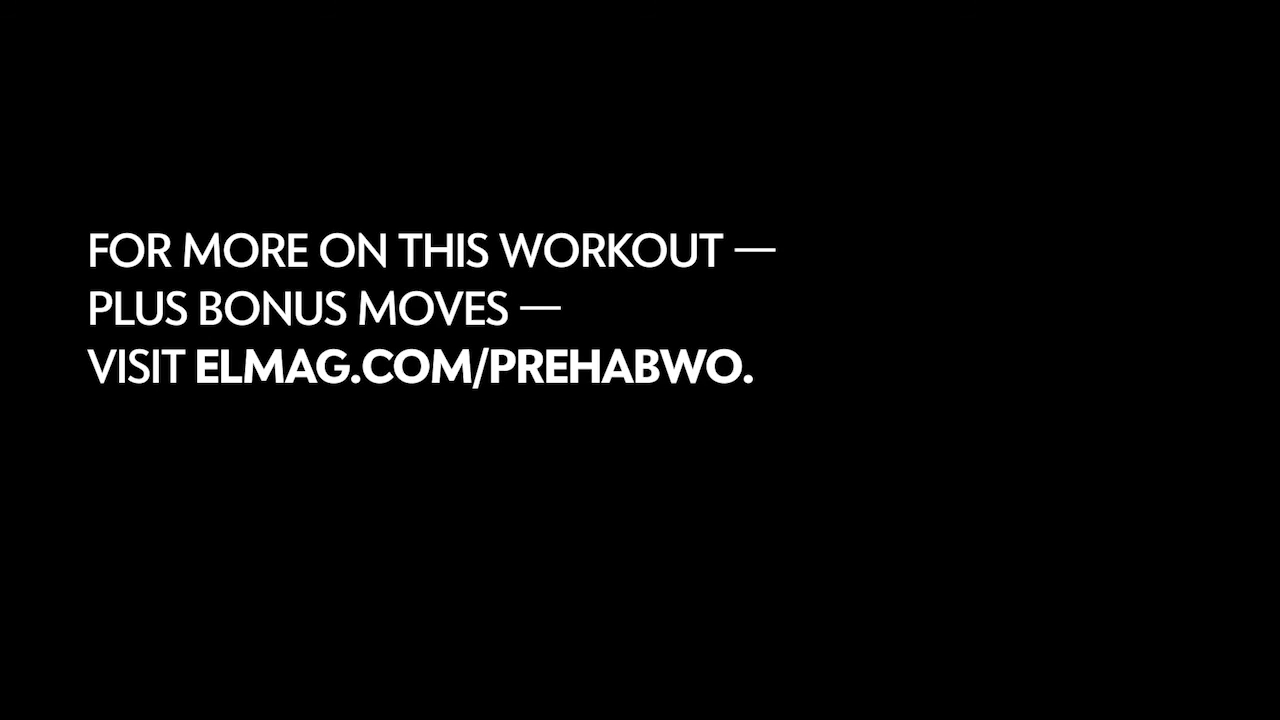 FOR MORE ON THIS WORKOUT —
PLUS BONUS MOVES —
VISIT ELMAG.COM/PREHABWO.